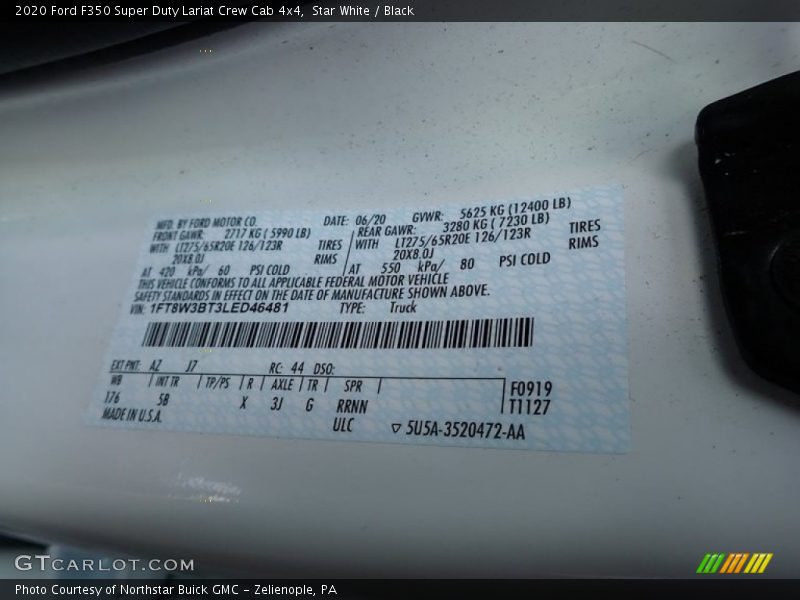 2020 Ford F350 Super Duty Lariat Crew Cab 4x4, Star White / Black
MFD. BY FORD MOTOR CO. DATE: 06/20 GVWR: 5625 KG (12400 LB)
FRONT GAWR: 2717 KG ( 5990 LB) REAR GAWR: 3280 KG ( 7230 LB)
WITH LT275/65R20E 126/123R TIRES WITH LT275/65R20E 126/123R TIRES
20X8.0J RIMS 20X8.0J RIMS
AT 420 kPa/ 60 PSI COLD AT 550 kPa/ 80 PSI COLD
THIS VEHICLE CONFORMS TO ALL APPLICABLE FEDERAL MOTOR VEHICLE
SAFETY STANDARDS IN EFFECT ON THE DATE OF MANUFACTURE SHOWN ABOVE.
VIN: 1FT8W3BT3LED46481 TYPE: Truck
EXT PNT: AZ J7 RC: 44 DSO:
WB INT TR TP/PS R AXLE TR SPR F0919
176 5B X 3J G RRNN T1127
MADE IN U.S.A. ULC ▽ 5U5A-3520472-AA
GTCARLOT.COM
Photo Courtesy of Northstar Buick GMC - Zelienople, PA